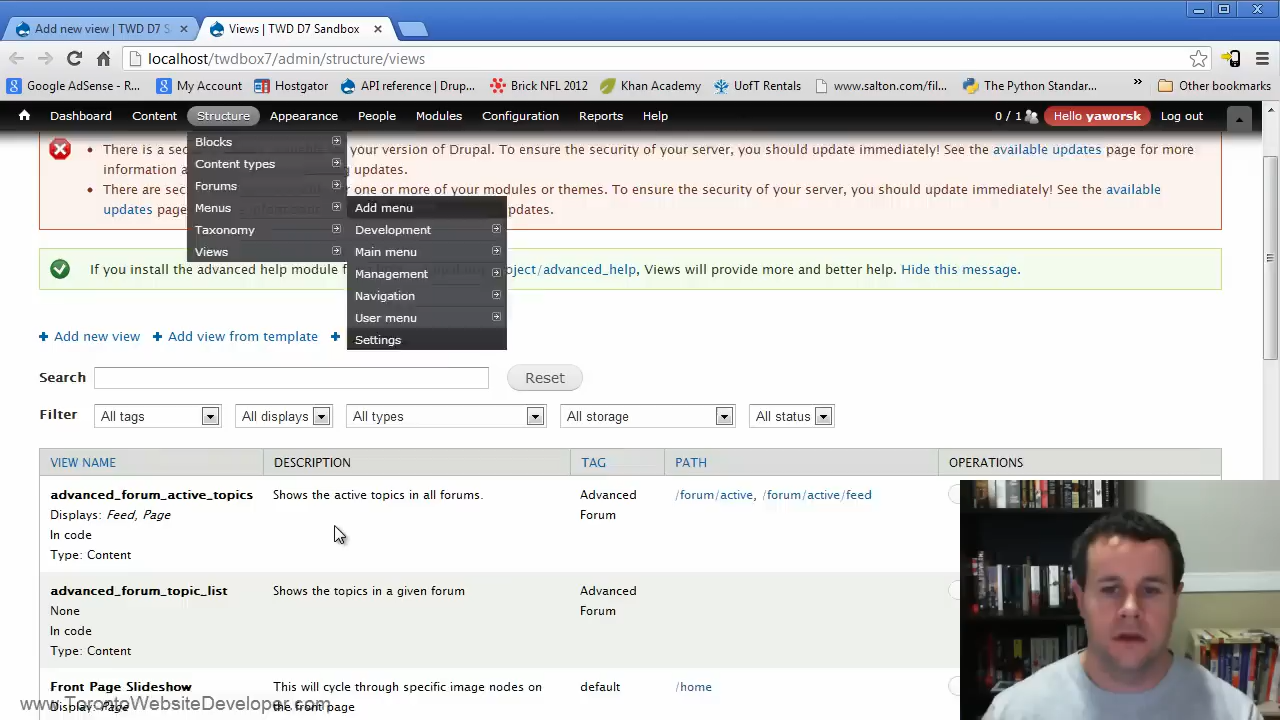 Add new view | TWD D7 S
Views | TWD D7 Sandbox
localhost/twdbox7/admin/structure/views
Google AdSense - R...
My Account
Hostgator
API reference | Drup...
Brick NFL 2012
Khan Academy
UofT Rentals
www.salton.com/fil...
The Python Standar...
Other bookmarks
Dashboard
Content
Structure
Appearance
People
Modules
Configuration
Reports
Help
0 / 1
Hello yaworsk
Log out
Blocks
Content types
Forums
Menus
Taxonomy
Views
Add menu
Development
Main menu
Management
Navigation
User menu
Settings
There is a sec your version of Drupal. To ensure the security of your server, you should update immediately! See the available updates page for more
information a updates.
There are sec or one or more of your modules or themes. To ensure the security of your server, you should update immediately! See the available
updates page updates.
If you install the advanced help module f oject/advanced_help, Views will provide more and better help. Hide this message.
Add new view
Add view from template
Search
Reset
Filter
All tags
All displays
All types
All storage
All status
VIEW NAME
DESCRIPTION
TAG
PATH
OPERATIONS
advanced_forum_active_topics
Displays: Feed, Page
In code
Type: Content
Shows the active topics in all forums.
Advanced
Forum
/forum/active, /forum/active/feed
advanced_forum_topic_list
None
In code
Type: Content
Shows the topics in a given forum
Advanced
Forum
Front Page Slideshow
Display: Page
This will cycle through specific image nodes on
the front page
default
/home
www.TorontoWebsiteDeveloper.com